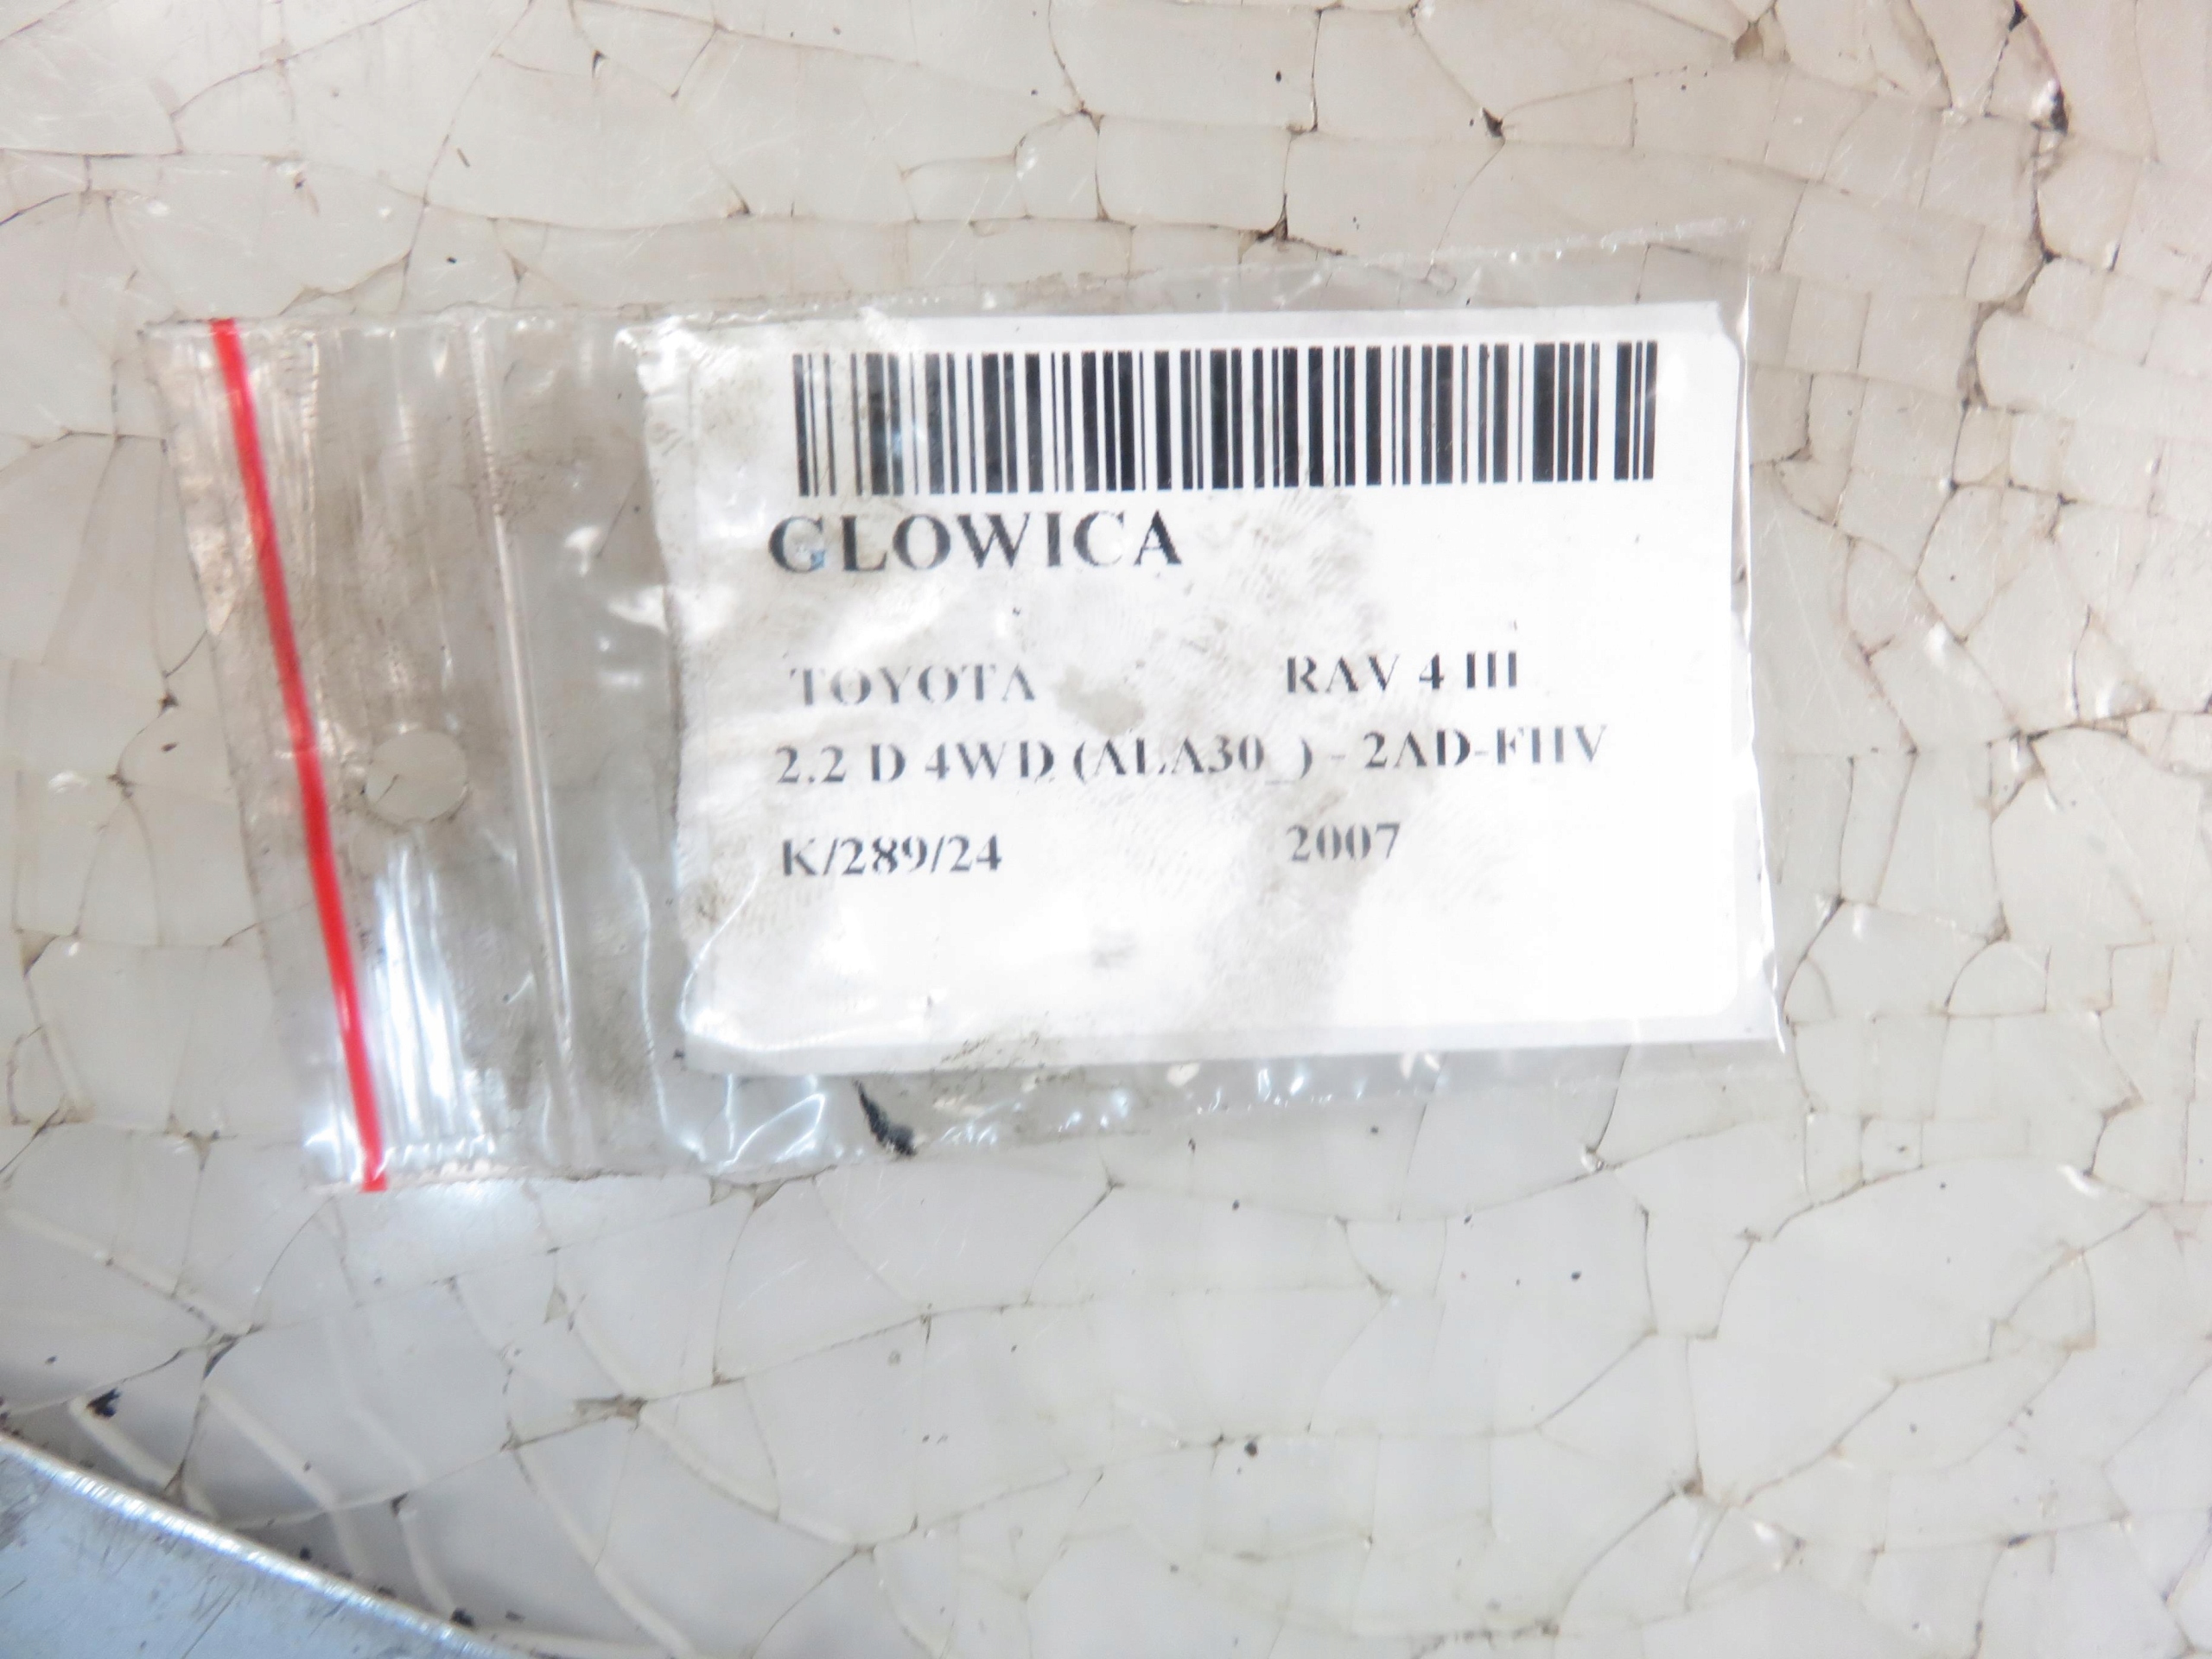 GLOWICA
TOYOTA RAV 4 III
2.2 D 4WD (ALA30_) - 2AD-FHV
K/289/24 2007